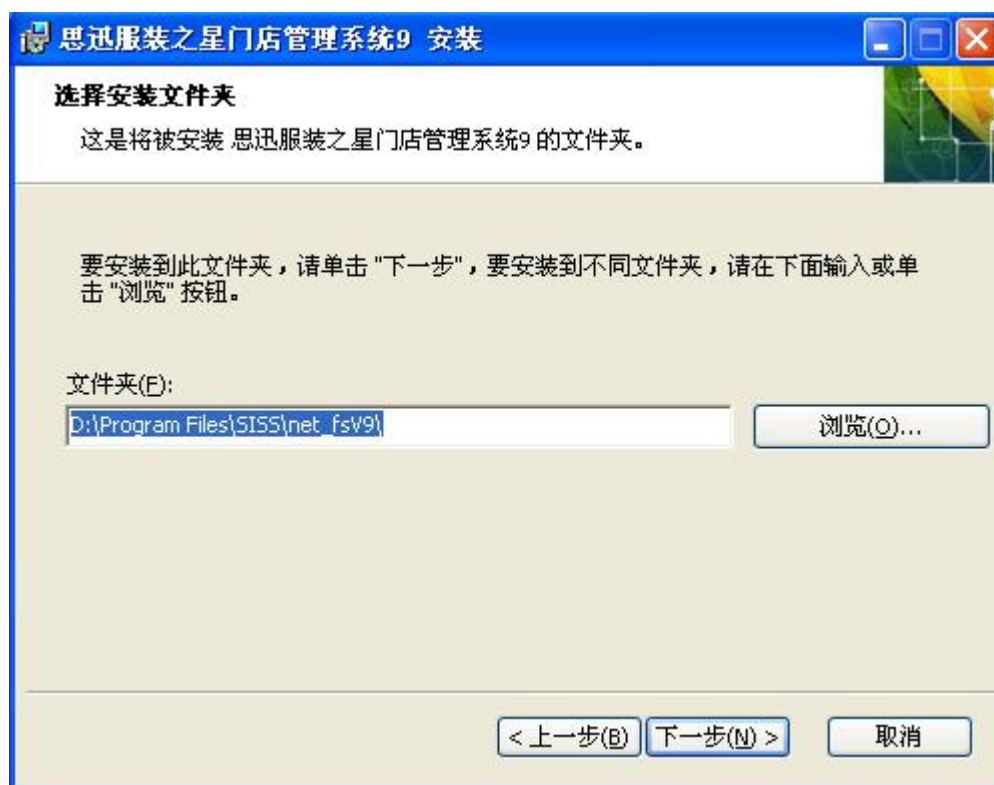 思迅服装之星门店管理系统9 安装
选择安装文件夹
这是将被安装 思迅服装之星门店管理系统9 的文件夹。
要安装到此文件夹，请单击 "下一步"，要安装到不同文件夹，请在下面输入或单
击 "浏览" 按钮。
文件夹(F):
D:\Program Files\SISS\net_fsV9\
浏览(O)...
< 上一步(B) 下一步(N) > 取消